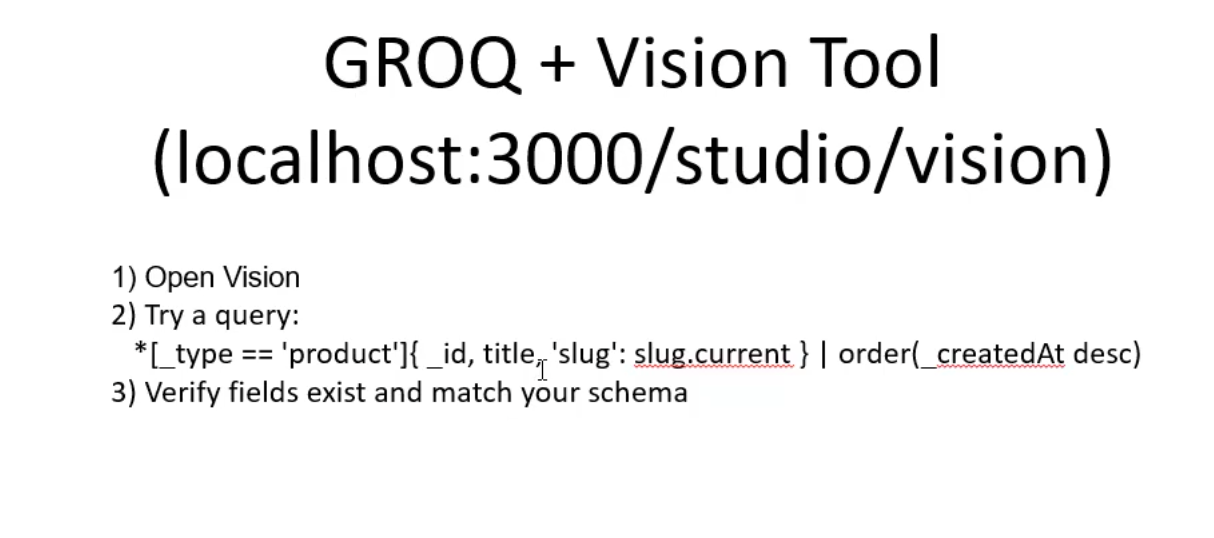 GROQ + Vision Tool
(localhost:3000/studio/vision)
1) Open Vision
2) Try a query:
*[_type == 'product']{ _id, title, 'slug': slug.current } | order(_createdAt desc)
3) Verify fields exist and match your schema